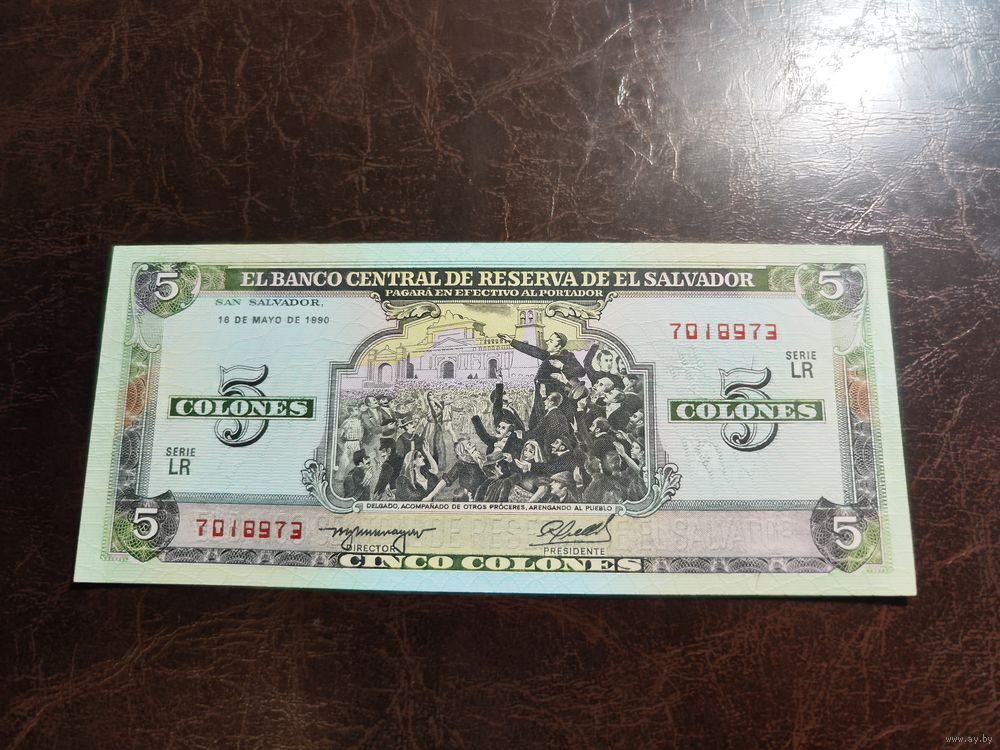 EL BANCO CENTRAL DE RESERVA DE EL SALVADOR
PAGARÁ EN EFECTIVO AL PORTADOR
5
5
SAN SALVADOR,
16 DE MAYO DE 1990
7018973
SERIE
LR
5
COLONES
5
COLONES
SERIE
LR
DELGADO, ACOMPAÑADO DE OTROS PRÓCERES, ARENGANDO AL PUEBLO
5
7018973
5
DIRECTOR
PRESIDENTE
CINCO COLONES
www.ay.by